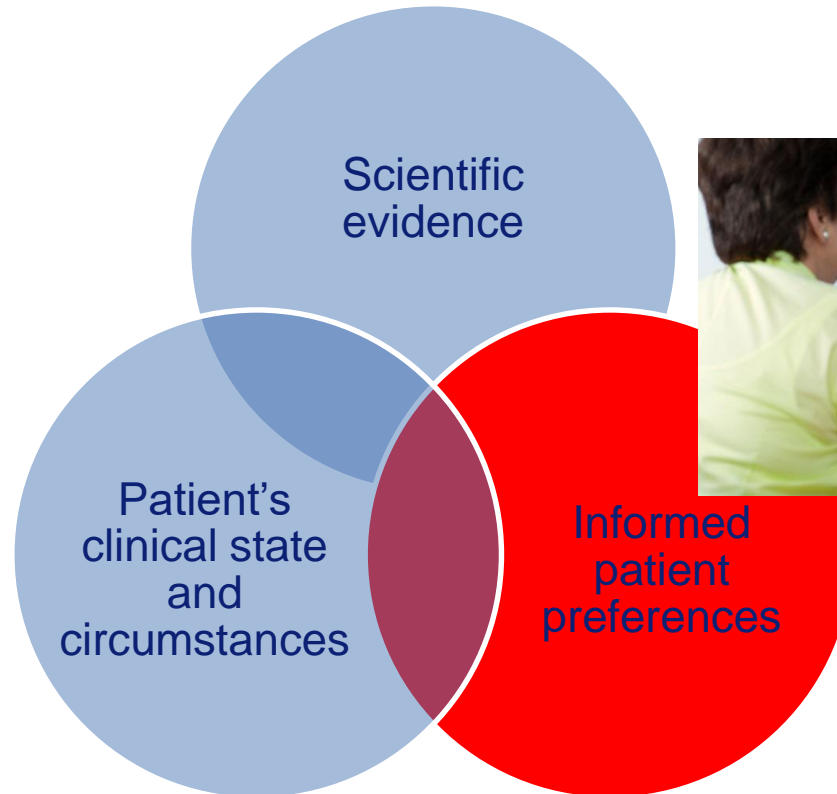 Scientific
evidence
Patient’s
clinical state
and
circumstances
Informed
patient
preferences